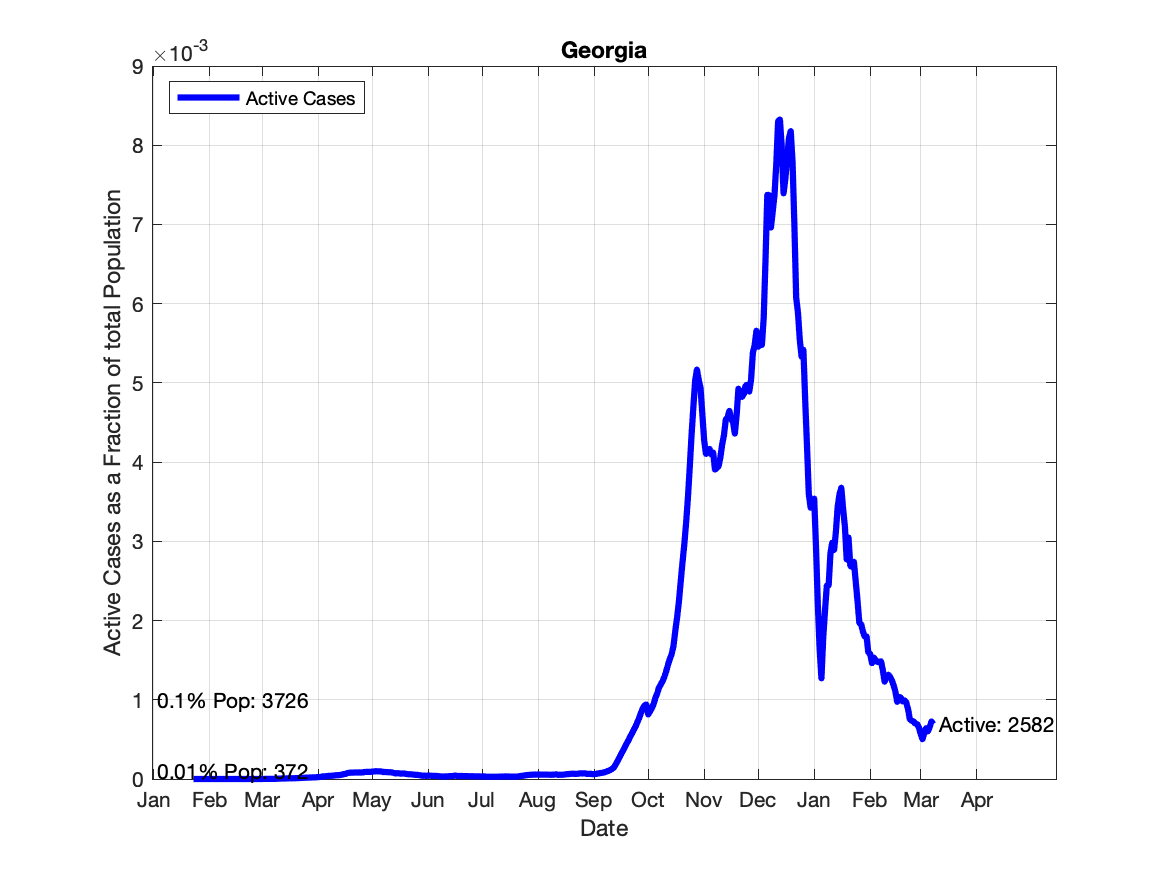 Georgia
×10-3
Active Cases
9
8
7
6
5
4
3
2
1
0
Active Cases as a Fraction of total Population
0.1% Pop: 3726
0.01% Pop: 372
Active: 2582
Jan Feb Mar Apr May Jun Jul Aug Sep Oct Nov Dec Jan Feb Mar Apr
Date